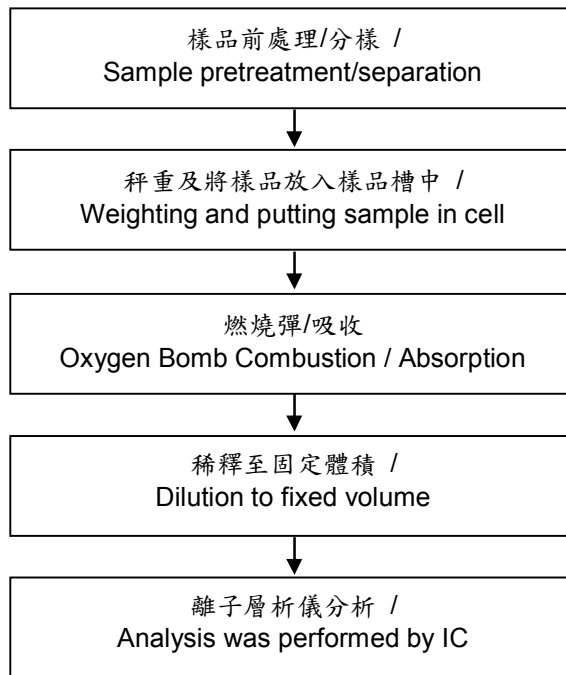 樣品前處理/分樣 /
Sample pretreatment/separation
秤重及將樣品放入樣品槽中 /
Weighting and putting sample in cell
燃燒彈/吸收
Oxygen Bomb Combustion / Absorption
稀釋至固定體積 /
Dilution to fixed volume
離子層析儀分析 /
Analysis was performed by IC